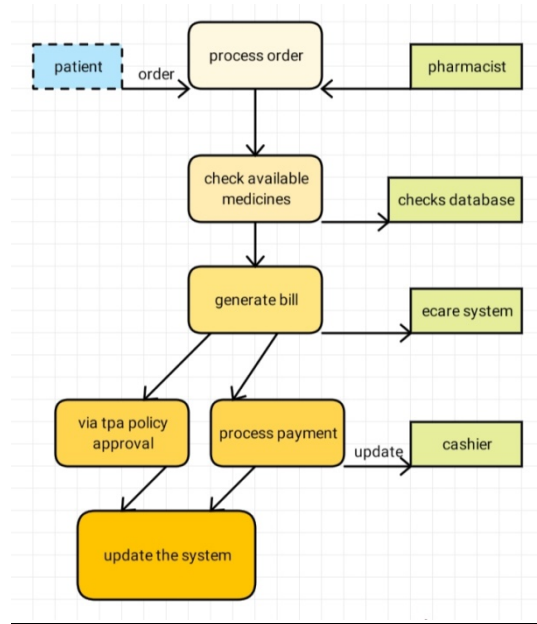 process order
patient
order
pharmacist
check available
medicines
checks database
generate bill
ecare system
via tpa policy
approval
process payment
update
cashier
update the system